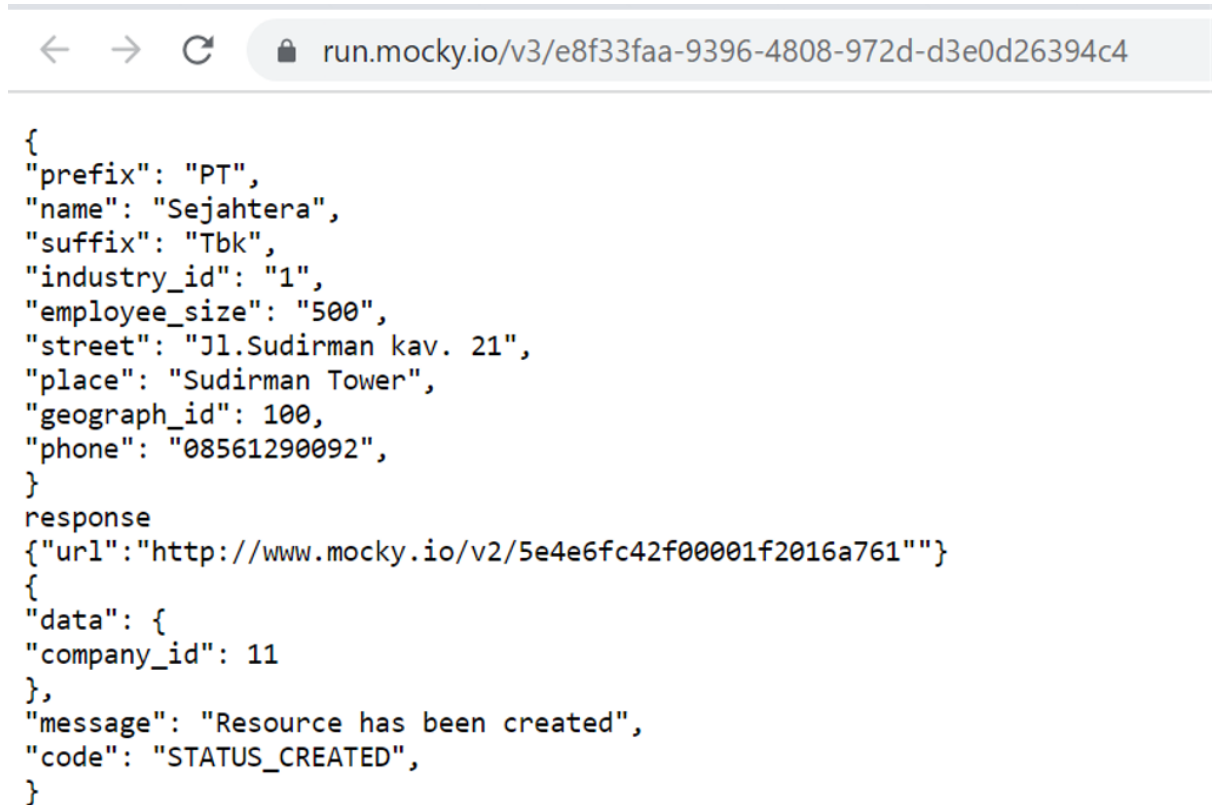 run.mocky.io/v3/e8f33faa-9396-4808-972d-d3e0d26394c4
{
"prefix": "PT",
"name": "Sejahtera",
"suffix": "Tbk",
"industry_id": "1",
"employee_size": "500",
"street": "Jl.Sudirman kav. 21",
"place": "Sudirman Tower",
"geograph_id": 100,
"phone": "08561290092",
}
response
{"url":"http://www.mocky.io/v2/5e4e6fc42f00001f2016a761""}
{
"data": {
"company_id": 11
},
"message": "Resource has been created",
"code": "STATUS_CREATED",
}